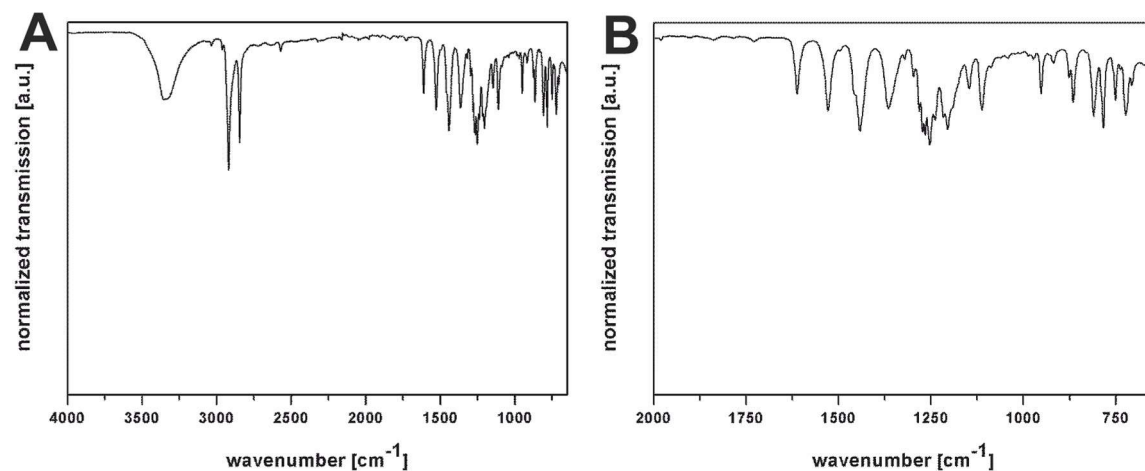 A
normalized transmission [a.u.]
4000 3500 3000 2500 2000 1500 1000
wavenumber [cm⁻¹]
B
normalized transmission [a.u.]
2000 1750 1500 1250 1000 750
wavenumber [cm⁻¹]